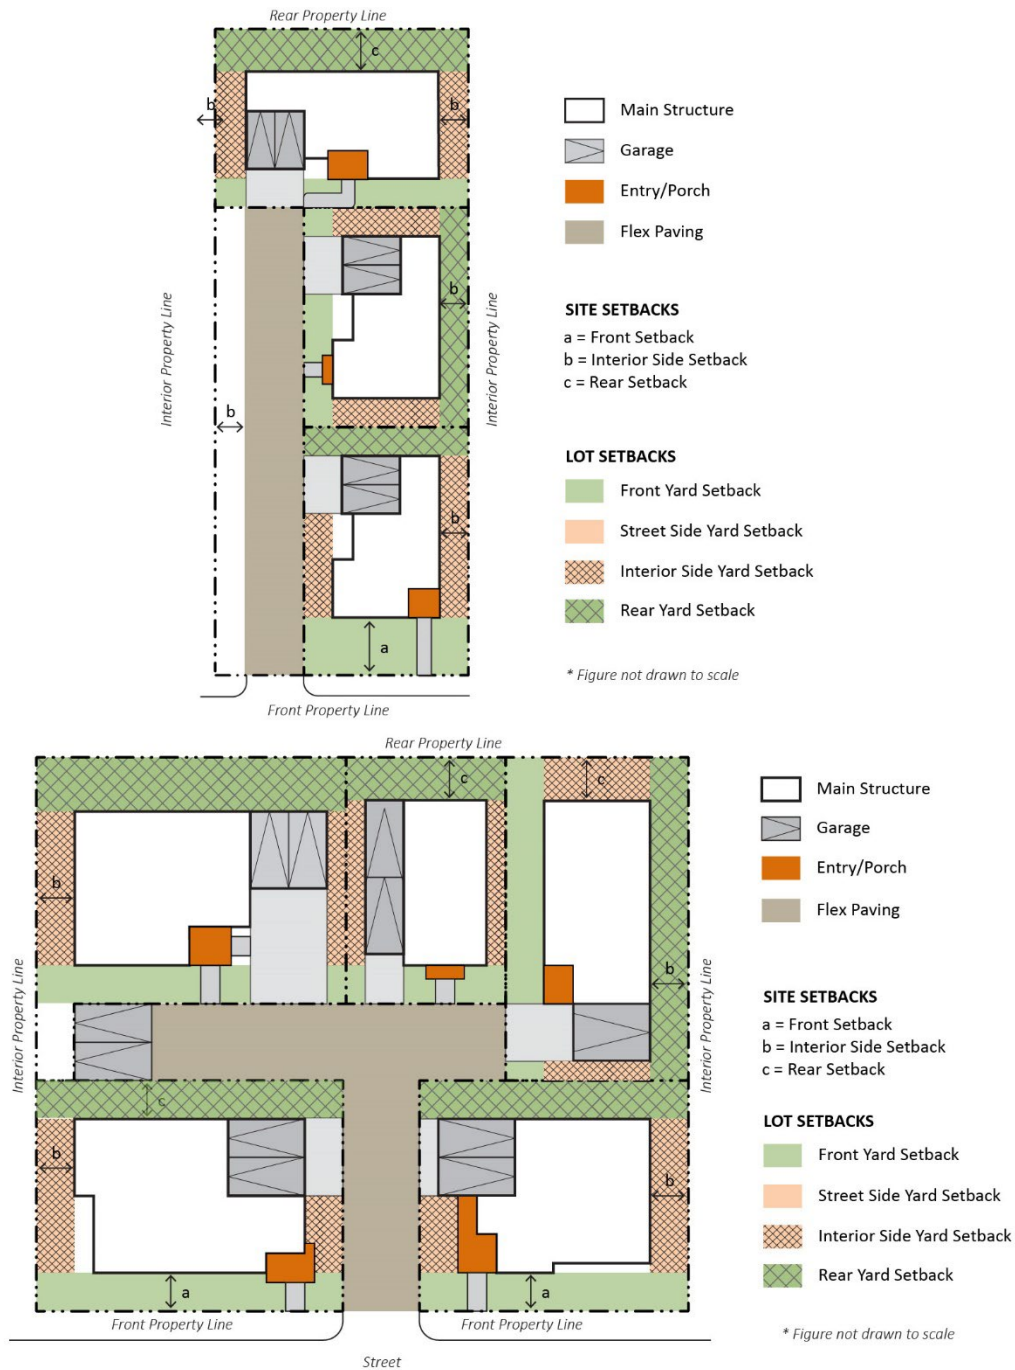 Rear Property Line
c
b
b
Main Structure
Garage
Entry/Porch
Flex Paving
Interior Property Line
b
b
Interior Property Line
SITE SETBACKS
a = Front Setback
b = Interior Side Setback
c = Rear Setback
LOT SETBACKS
Front Yard Setback
Street Side Yard Setback
Interior Side Yard Setback
Rear Yard Setback
b
a
* Figure not drawn to scale
Front Property Line
Rear Property Line
c
c
Main Structure
Garage
Entry/Porch
Flex Paving
b
b
Interior Property Line
Interior Property Line
SITE SETBACKS
a = Front Setback
b = Interior Side Setback
c = Rear Setback
c
LOT SETBACKS
Front Yard Setback
Street Side Yard Setback
Interior Side Yard Setback
Rear Yard Setback
b
b
a
a
Front Property Line
Front Property Line
* Figure not drawn to scale
Street